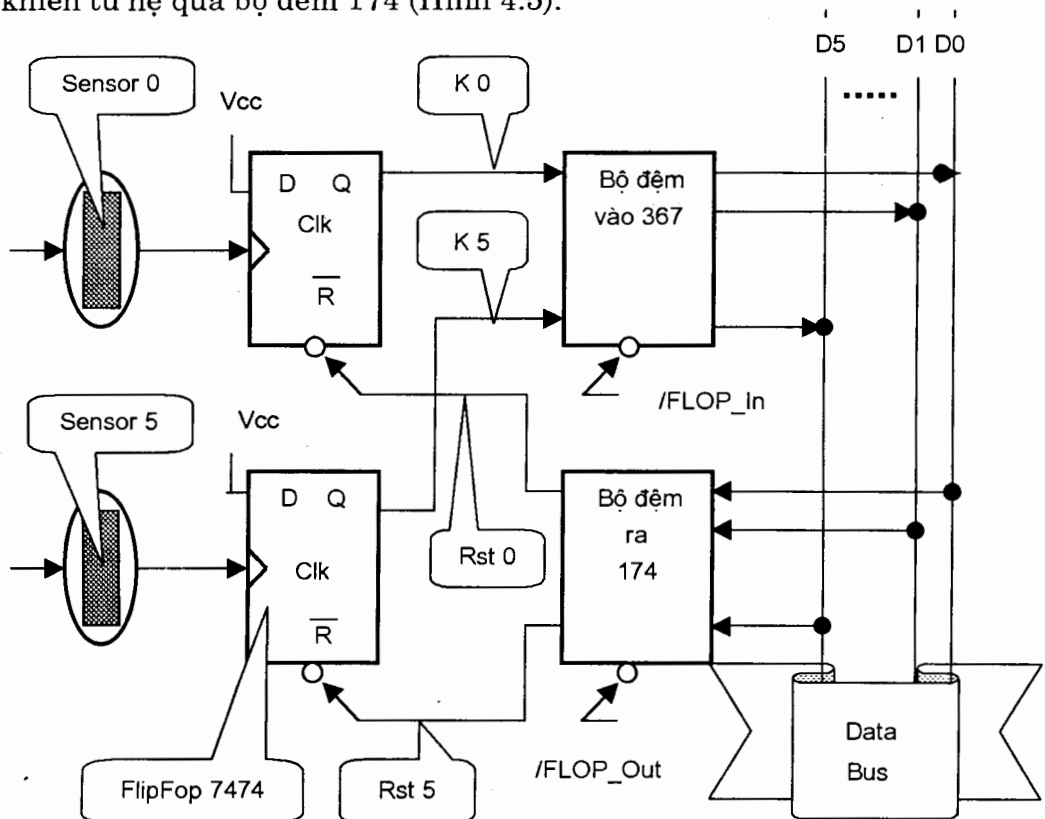 khiển từ hệ qua bộ đệm 174 (Hình 4.5).
D5 D1 D0
Sensor 0
Vcc
K 0
D Q
Clk
R
Bộ đệm
vào 367
K 5
/FLOP_In
Sensor 5
Vcc
D Q
Clk
R
Rst 0
Bộ đệm
ra
174
/FLOP_Out
FlipFop 7474
Rst 5
Data
Bus